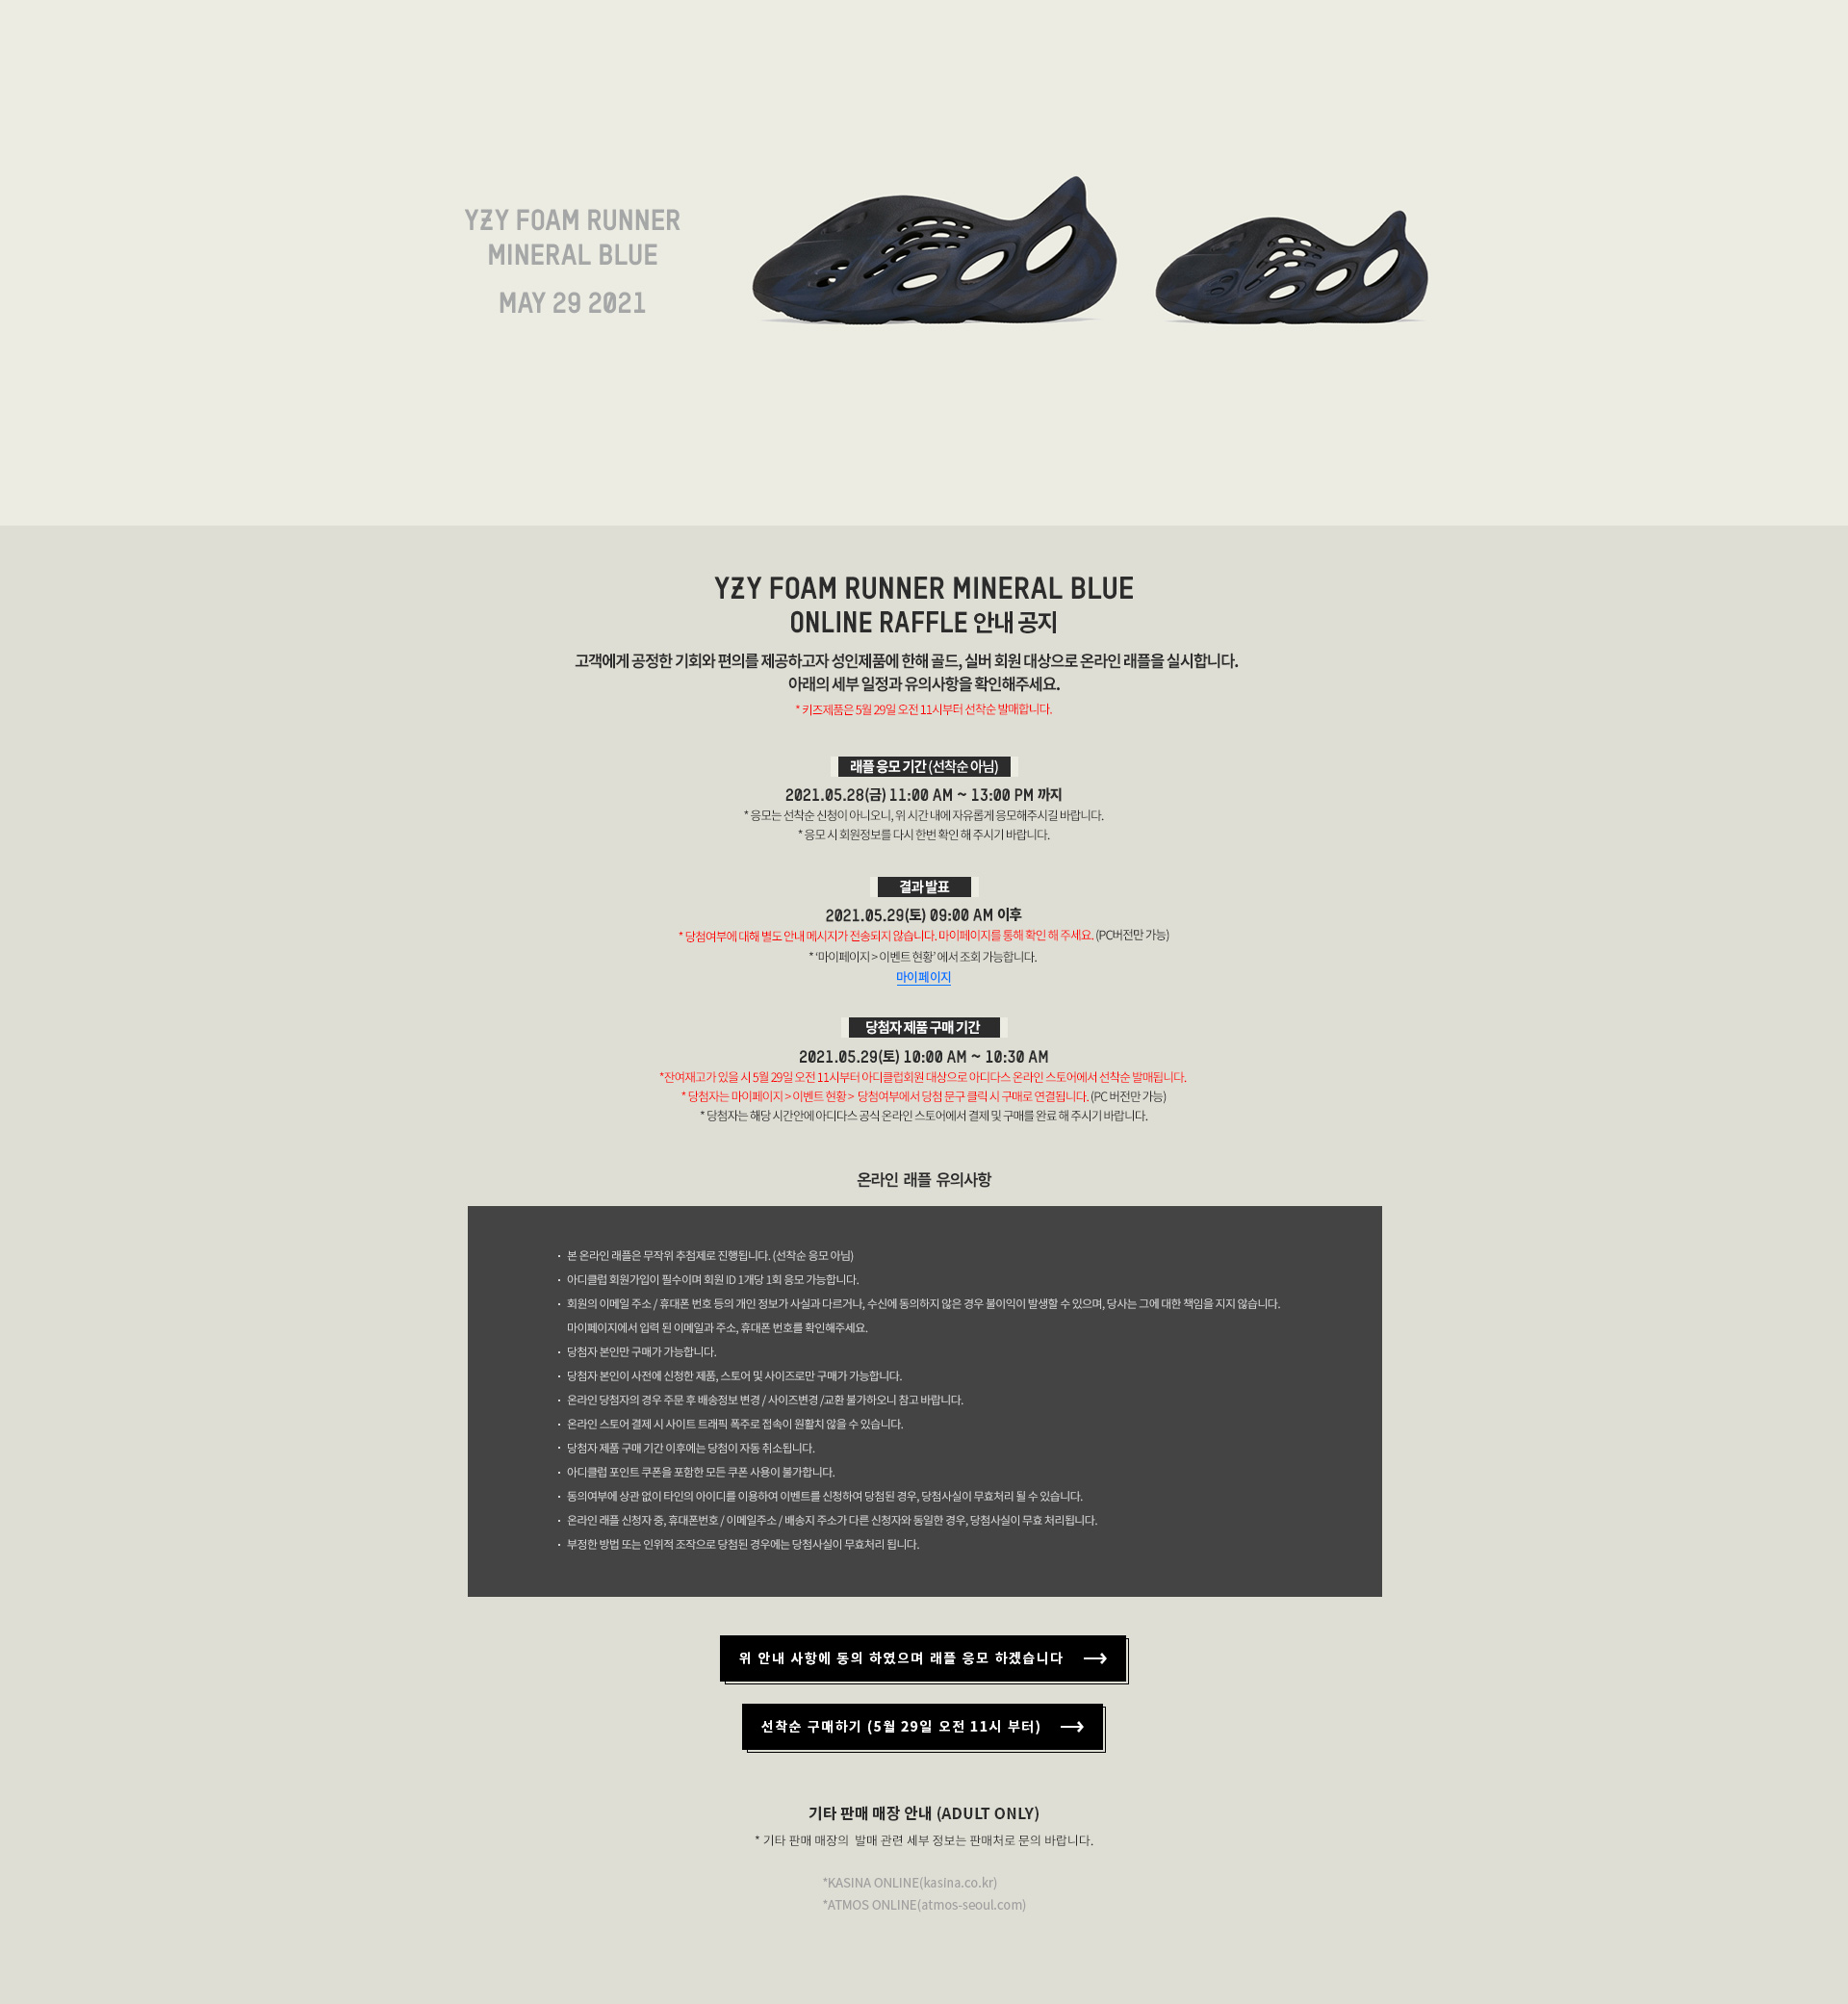 YƵY FOAM RUNNER
MINERAL BLUE
MAY 29 2021
YƵY FOAM RUNNER MINERAL BLUE
ONLINE RAFFLE 안내 공지
고객에게 공정한 기회와 편의를 제공하고자 성인제품에 한해 골드, 실버 회원 대상으로 온라인 래플을 실시합니다.
아래의 세부 일정과 유의사항을 확인해주세요.
* 키즈제품은 5월 29일 오전 11시부터 선착순 발매합니다.
래플 응모 기간 (선착순 아님)
2021.05.28(금) 11:00 AM ~ 13:00 PM 까지
* 응모는 선착순 신청이 아니오니, 위 시간 내에 자유롭게 응모해주시길 바랍니다.
* 응모 시 회원정보를 다시 한번 확인 해 주시기 바랍니다.
결과 발표
2021.05.29(토) 09:00 AM 이후
* 당첨여부에 대해 별도 안내 메시지가 전송되지 않습니다. 마이페이지를 통해 확인 해 주세요. (PC버전만 가능)
* ‘마이페이지 > 이벤트 현황’ 에서 조회 가능합니다.
마이페이지
당첨자 제품 구매 기간
2021.05.29(토) 10:00 AM ~ 10:30 AM
*잔여재고가 있을 시 5월 29일 오전 11시부터 아디클럽회원 대상으로 아디다스 온라인 스토어에서 선착순 발매됩니다.
* 당첨자는 마이페이지 > 이벤트 현황 > 당첨여부에서 당첨 문구 클릭 시 구매로 연결됩니다. (PC 버전만 가능)
* 당첨자는 해당 시간안에 아디다스 공식 온라인 스토어에서 결제 및 구매를 완료 해 주시기 바랍니다.
온라인 래플 유의사항
· 본 온라인 래플은 무작위 추첨제로 진행됩니다. (선착순 응모 아님)
· 아디클럽 회원가입이 필수이며 회원 ID 1개당 1회 응모 가능합니다.
· 회원의 이메일 주소 / 휴대폰 번호 등의 개인 정보가 사실과 다르거나, 수신에 동의하지 않은 경우 불이익이 발생할 수 있으며, 당사는 그에 대한 책임을 지지 않습니다.
마이페이지에서 입력 된 이메일과 주소, 휴대폰 번호를 확인해주세요.
· 당첨자 본인만 구매가 가능합니다.
· 당첨자 본인이 사전에 신청한 제품, 스토어 및 사이즈로만 구매가 가능합니다.
· 온라인 당첨자의 경우 주문 후 배송정보 변경 / 사이즈변경 /교환 불가하오니 참고 바랍니다.
· 온라인 스토어 결제 시 사이트 트래픽 폭주로 접속이 원활치 않을 수 있습니다.
· 당첨자 제품 구매 기간 이후에는 당첨이 자동 취소됩니다.
· 아디클럽 포인트 쿠폰을 포함한 모든 쿠폰 사용이 불가합니다.
· 동의여부에 상관 없이 타인의 아이디를 이용하여 이벤트를 신청하여 당첨된 경우, 당첨사실이 무효처리 될 수 있습니다.
· 온라인 래플 신청자 중, 휴대폰번호 / 이메일주소 / 배송지 주소가 다른 신청자와 동일한 경우, 당첨사실이 무효 처리됩니다.
· 부정한 방법 또는 인위적 조작으로 당첨된 경우에는 당첨사실이 무효처리 됩니다.
위 안내 사항에 동의 하였으며 래플 응모 하겠습니다
선착순 구매하기 (5월 29일 오전 11시 부터)
기타 판매 매장 안내 (ADULT ONLY)
* 기타 판매 매장의 발매 관련 세부 정보는 판매처로 문의 바랍니다.
*KASINA ONLINE(kasina.co.kr)
*ATMOS ONLINE(atmos-seoul.com)